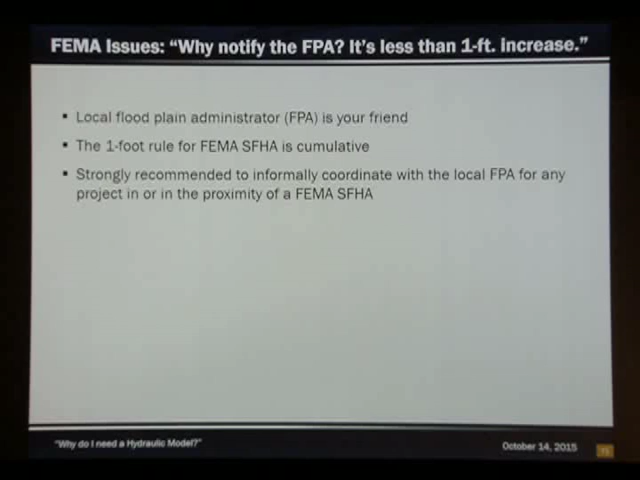 FEMA Issues: “Why notify the FPA? It’s less than 1-ft. increase.”
▪ Local flood plain administrator (FPA) is your friend
▪ The 1-foot rule for FEMA SFHA is cumulative
▪ Strongly recommended to informally coordinate with the local FPA for any
project in or in the proximity of a FEMA SFHA
“Why do I need a Hydraulic Model?”
October 14, 2015